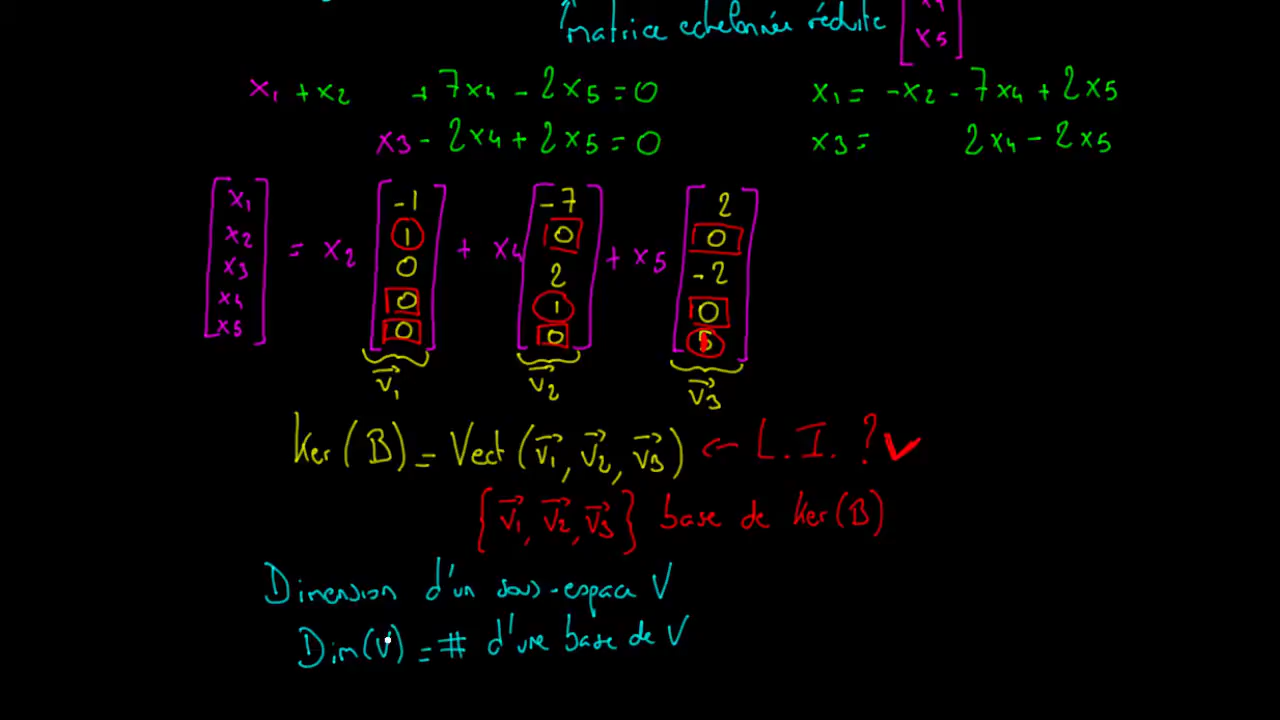 ↑matrice echelonnée réduite
x4
x5
x1 + x2 + 7x4 - 2x5 = 0
x1 = -x2 - 7x4 + 2x5
x3 - 2x4 + 2x5 = 0
x3 = 2x4 - 2x5
[x1 x2 x3 x4 x5] = x2 [-1 1 0 0 0] + x4 [-7 0 2 1 0] + x5 [2 0 -2 0 1]
v1→ v2→ v3→
Ker(B) = Vect(v1→, v2→, v3→) ← L.I.? ✓
{v1→, v2→, v3→} base de Ker(B)
Dimension d'un sous-espace V
Dim(V) = # d'une base de V